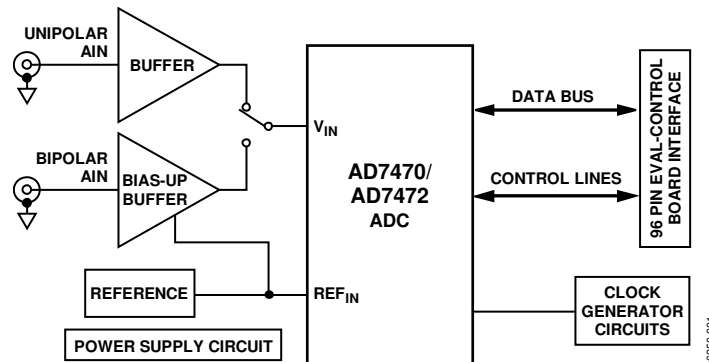 UNIPOLAR
AIN
BUFFER
BIPOLAR
AIN
BIAS-UP
BUFFER
REFERENCE
POWER SUPPLY CIRCUIT
VIN
AD7470/
AD7472
ADC
REFIN
DATA BUS
CONTROL LINES
96 PIN EVAL-CONTROL
BOARD INTERFACE
CLOCK
GENERATOR
CIRCUITS